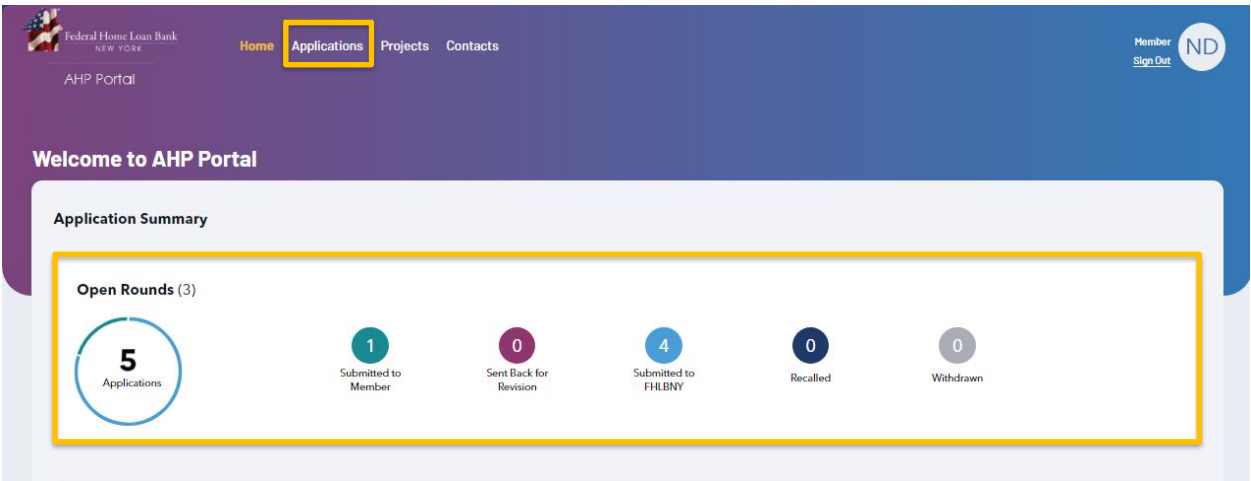 Federal Home Loan Bank
NEW YORK
AHP Portal
Home Applications Projects Contacts
Member
Sign Out
ND
Welcome to AHP Portal
Application Summary
Open Rounds (3)
5
Applications
1
Submitted to
Member
0
Sent Back for
Revision
4
Submitted to
FHLBNY
0
Recalled
0
Withdrawn